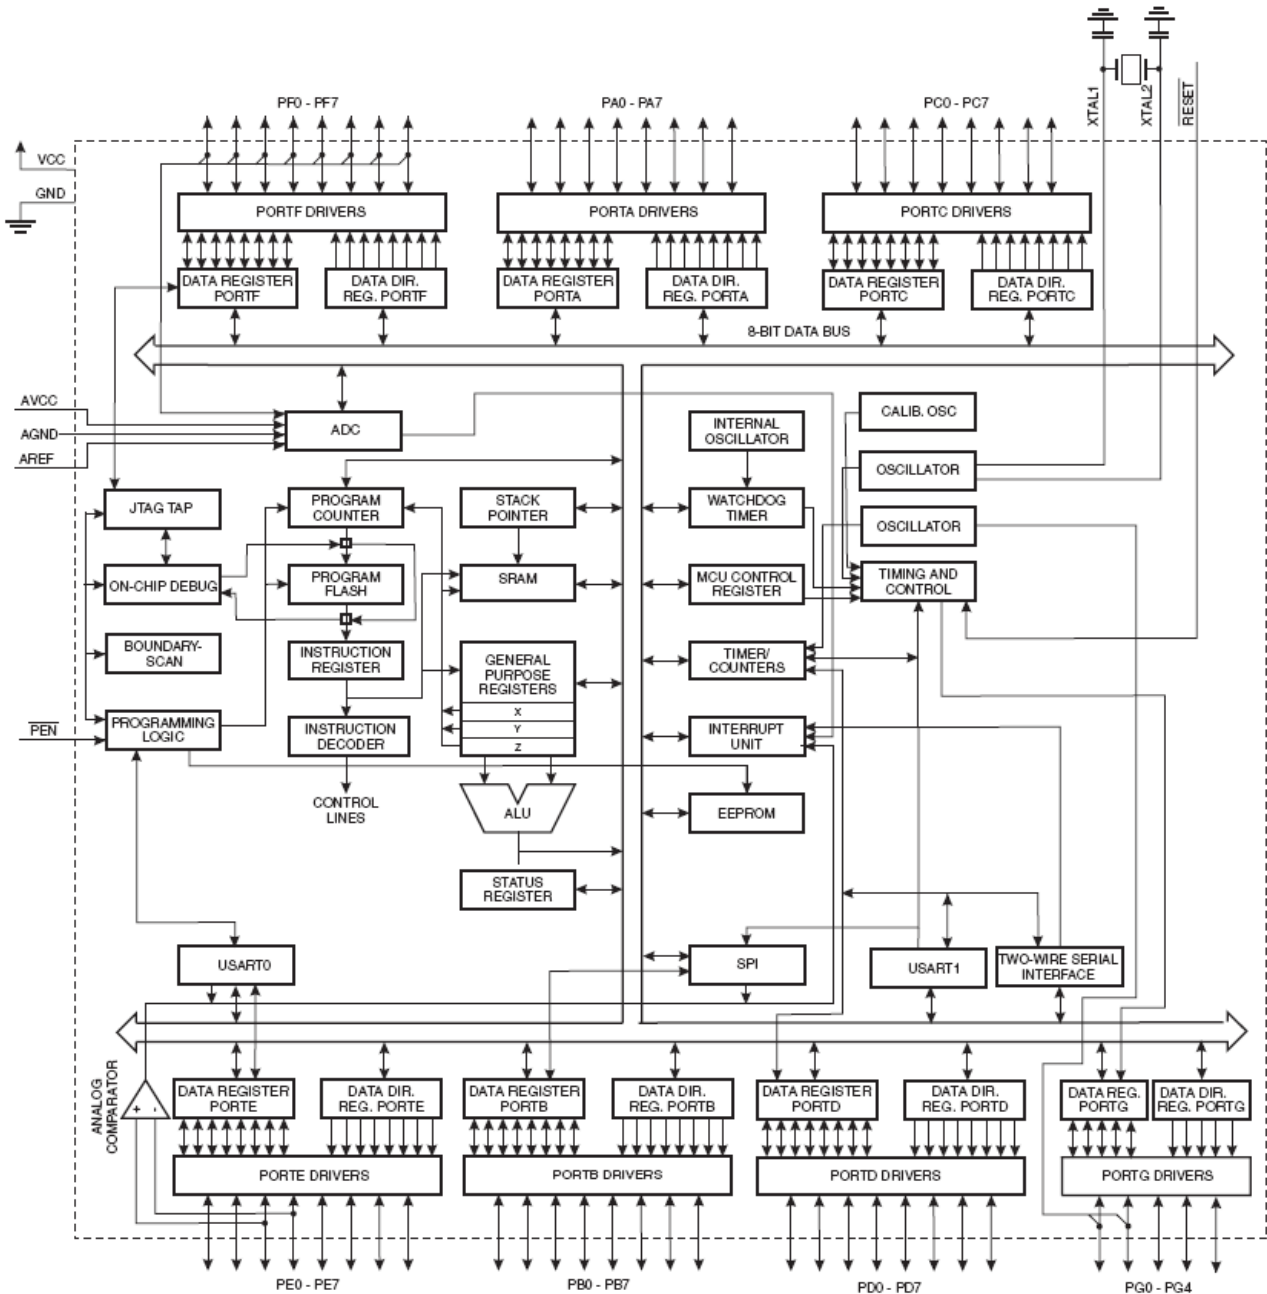 XTAL1
XTAL2
RESET
PF0 - PF7
PA0 - PA7
PC0 - PC7
VCC
GND
PORTF DRIVERS
PORTA DRIVERS
PORTC DRIVERS
DATA REGISTER
PORTF
DATA DIR.
REG. PORTF
DATA REGISTER
PORTA
DATA DIR.
REG. PORTA
DATA REGISTER
PORTC
DATA DIR.
REG. PORTC
8-BIT DATA BUS
AVCC
AGND
AREF
ADC
INTERNAL
OSCILLATOR
CALIB. OSC
OSCILLATOR
JTAG TAP
PROGRAM
COUNTER
STACK
POINTER
WATCHDOG
TIMER
OSCILLATOR
ON-CHIP DEBUG
PROGRAM
FLASH
SRAM
MCU CONTROL
REGISTER
TIMING AND
CONTROL
BOUNDARY-
SCAN
INSTRUCTION
REGISTER
GENERAL
PURPOSE
REGISTERS
X
Y
Z
TIMER/
COUNTERS
PEN
PROGRAMMING
LOGIC
INSTRUCTION
DECODER
INTERRUPT
UNIT
CONTROL
LINES
ALU
EEPROM
STATUS
REGISTER
USART0
SPI
USART1
TWO-WIRE SERIAL
INTERFACE
ANALOG
COMPARATOR
+
-
DATA REGISTER
PORTE
DATA DIR.
REG. PORTE
DATA REGISTER
PORTB
DATA DIR.
REG. PORTB
DATA REGISTER
PORTD
DATA DIR.
REG. PORTD
DATA REG.
PORTG
DATA DIR.
REG. PORTG
PORTE DRIVERS
PORTB DRIVERS
PORTD DRIVERS
PORTG DRIVERS
PE0 - PE7
PB0 - PB7
PD0 - PD7
PG0 - PG4